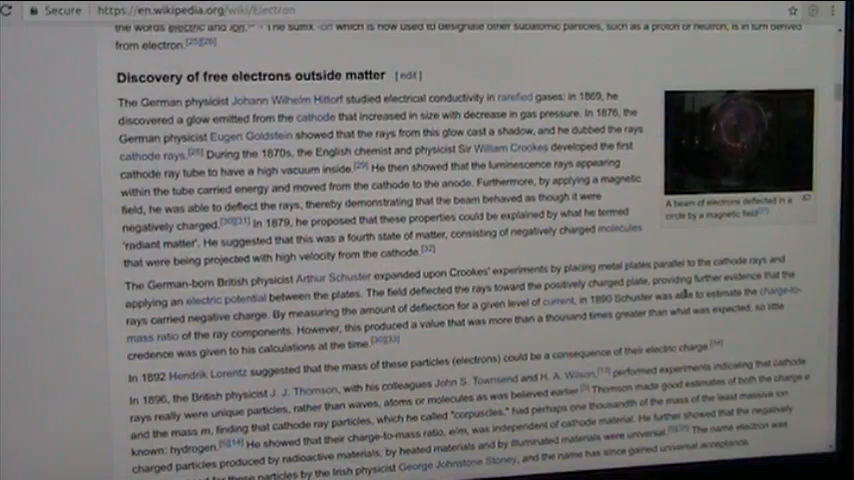 Secure https://en.wikipedia.org/wiki/Electron
the words electric and ion. The suffix -on which is now used to designate other subatomic particles, such as a proton or neutron, is in turn derived
from electron.[25][26]
Discovery of free electrons outside matter [edit]
The German physicist Johann Wilhelm Hittorf studied electrical conductivity in rarefied gases: in 1869, he
discovered a glow emitted from the cathode that increased in size with decrease in gas pressure. In 1876, the
German physicist Eugen Goldstein showed that the rays from this glow cast a shadow, and he dubbed the rays
cathode rays.[28] During the 1870s, the English chemist and physicist Sir William Crookes developed the first
cathode ray tube to have a high vacuum inside.[29] He then showed that the luminescence rays appearing
within the tube carried energy and moved from the cathode to the anode. Furthermore, by applying a magnetic
field, he was able to deflect the rays, thereby demonstrating that the beam behaved as though it were
negatively charged.[30][31] In 1879, he proposed that these properties could be explained by what he termed
'radiant matter'. He suggested that this was a fourth state of matter, consisting of negatively charged molecules
that were being projected with high velocity from the cathode.[32]
A beam of electrons deflected in a
circle by a magnetic field[27]
The German-born British physicist Arthur Schuster expanded upon Crookes' experiments by placing metal plates parallel to the cathode rays and
applying an electric potential between the plates. The field deflected the rays toward the positively charged plate, providing further evidence that the
rays carried negative charge. By measuring the amount of deflection for a given level of current, in 1890 Schuster was able to estimate the charge-to-
mass ratio of the ray components. However, this produced a value that was more than a thousand times greater than what was expected, so little
credence was given to his calculations at the time.[30][33]
In 1892 Hendrik Lorentz suggested that the mass of these particles (electrons) could be a consequence of their electric charge.[34]
In 1896, the British physicist J. J. Thomson, with his colleagues John S. Townsend and H. A. Wilson,[13] performed experiments indicating that cathode
rays really were unique particles, rather than waves, atoms or molecules as was believed earlier. Thomson made good estimates of both the charge e
and the mass m, finding that cathode ray particles, which he called "corpuscles," had perhaps one thousandth of the mass of the least massive ion
known: hydrogen.[14] He showed that their charge-to-mass ratio, e/m, was independent of cathode material. He further showed that the negatively
charged particles produced by radioactive materials, by heated materials and by illuminated materials were universal. The name electron was
for these particles by the Irish physicist George Johnstone Stoney, and the name has since gained universal acceptance.